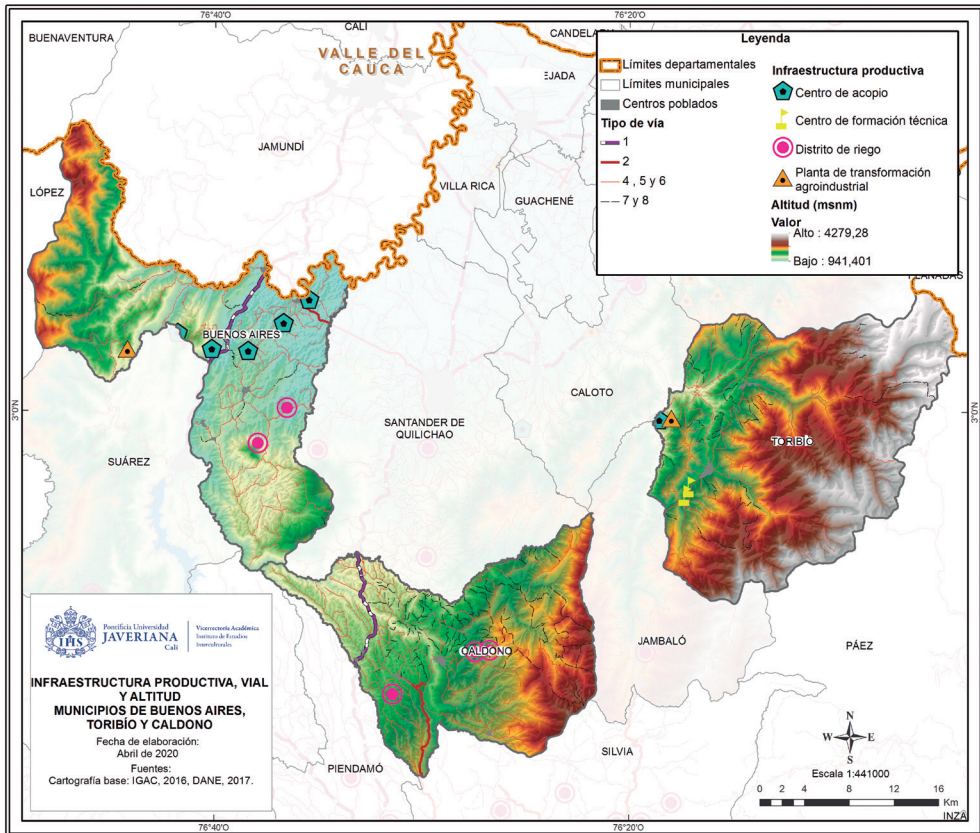 76°40'O
76°20'O
BUENAVENTURA
CALI
CANDELA
VALLE DEL
CAUCA
EJADA
JAMUNDÍ
LÓPEZ
VILLA RICA
GUACHENÉ
Leyenda
Límites departamentales
Límites municipales
Centros poblados
Tipo de vía
1
2
4 , 5 y 6
7 y 8
Infraestructura productiva
Centro de acopio
Centro de formación técnica
Distrito de riego
Planta de transformación
agroindustrial
Altitud (msnm)
Valor
Alto : 4279,28
Bajo : 941,401
BUENOS AIRES
CALOTO
3°0'N
3°0'N
SANTANDER DE
QUILICHAO
TORIBÍO
SUÁREZ
JAMBALÓ
PÁEZ
CALDONO
SILVIA
PIENDAMÓ
Pontificia Universidad
JAVERIANA
Cali
Vicerrectoría Académica
Instituto de Estudios
Interculturales
IHS
INFRAESTRUCTURA PRODUCTIVA, VIAL
Y ALTITUD
MUNICIPIOS DE BUENOS AIRES,
TORIBÍO Y CALDONO
Fecha de elaboración:
Abril de 2020
Fuentes:
Cartografía base: IGAC, 2016, DANE, 2017.
N
W E
S
Escala 1:441000
0 2 4 8 12 16
Km
INZÁ
76°40'O
76°20'O